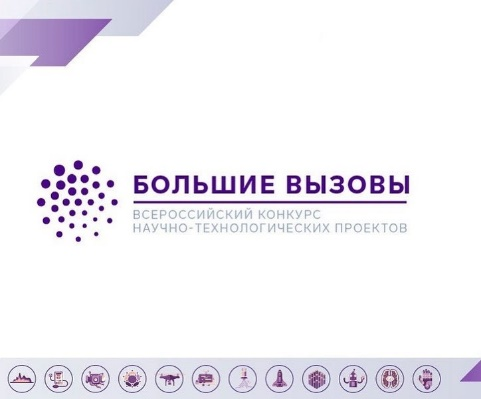 БОЛЬШИЕ ВЫЗОВЫ
ВСЕРОССИЙСКИЙ КОНКУРС
НАУЧНО-ТЕХНОЛОГИЧЕСКИХ ПРОЕКТОВ